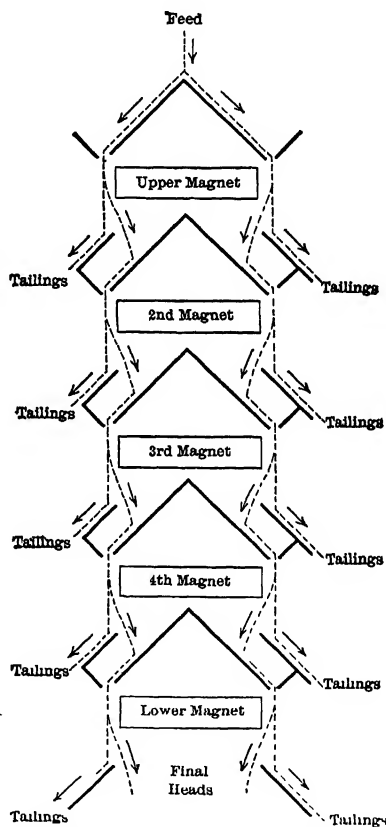 Feed
Upper Magnet
Tailings
Tailings
2nd Magnet
Tailings
Tailings
3rd Magnet
Tailings
Tailings
4th Magnet
Tailings
Tailings
Lower Magnet
Final
Heads
Tailings
Tailings